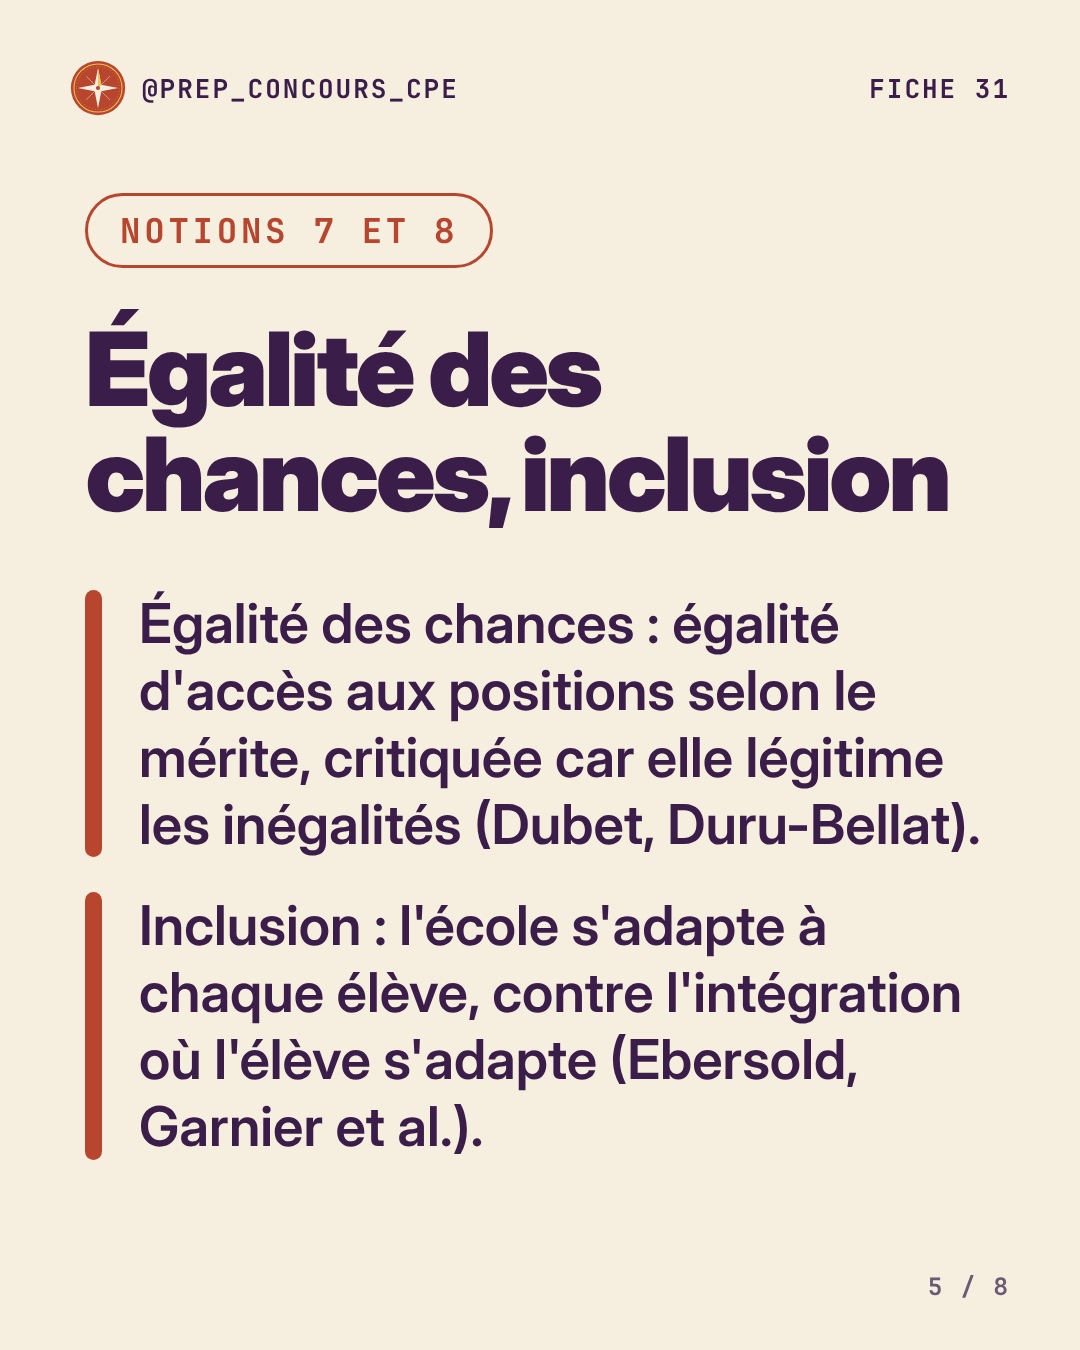 @PREP_CONCOURS_CPE
FICHE 31
NOTIONS 7 ET 8
Égalité des
chances, inclusion
Égalité des chances : égalité
d'accès aux positions selon le
mérite, critiquée car elle légitime
les inégalités (Dubet, Duru-Bellat).
Inclusion : l'école s'adapte à
chaque élève, contre l'intégration
où l'élève s'adapte (Ebersold,
Garnier et al.).
5 / 8